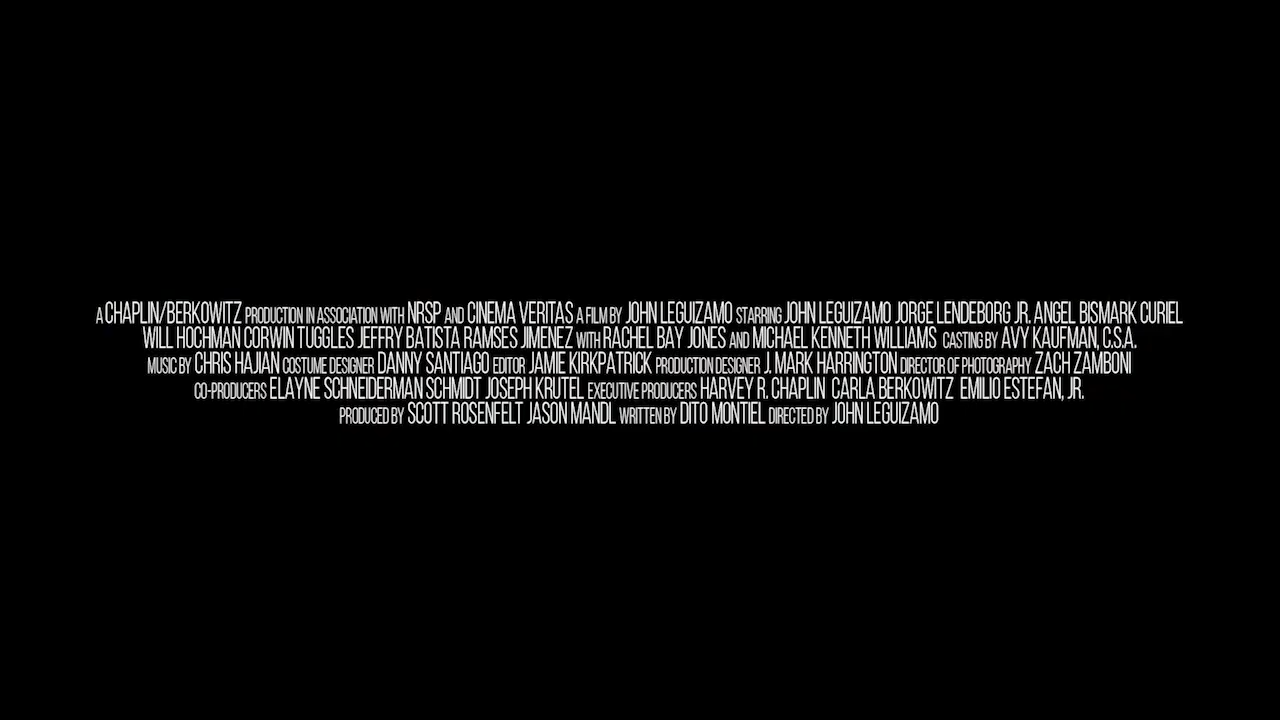 A CHAPLIN/BERKOWITZ PRODUCTION IN ASSOCIATION WITH NRSP AND CINEMA VERITAS A FILM BY JOHN LEGUIZAMO STARRING JOHN LEGUIZAMO JORGE LENDEBORG JR. ANGEL BISMARK CURIEL
WILL HOCHMAN CORWIN TUGGLES JEFFRY BATISTA RAMSES JIMENEZ WITH RACHEL BAY JONES AND MICHAEL KENNETH WILLIAMS CASTING BY AVY KAUFMAN, C.S.A.
MUSIC BY CHRIS HAJIAN COSTUME DESIGNER DANNY SANTIAGO EDITOR JAMIE KIRKPATRICK PRODUCTION DESIGNER J. MARK HARRINGTON DIRECTOR OF PHOTOGRAPHY ZACH ZAMBONI
CO-PRODUCERS ELAYNE SCHNEIDERMAN SCHMIDT JOSEPH KRUTEL EXECUTIVE PRODUCERS HARVEY R. CHAPLIN CARLA BERKOWITZ EMILIO ESTEFAN, JR.
PRODUCED BY SCOTT ROSENFELT JASON MANDL WRITTEN BY DITO MONTIEL DIRECTED BY JOHN LEGUIZAMO